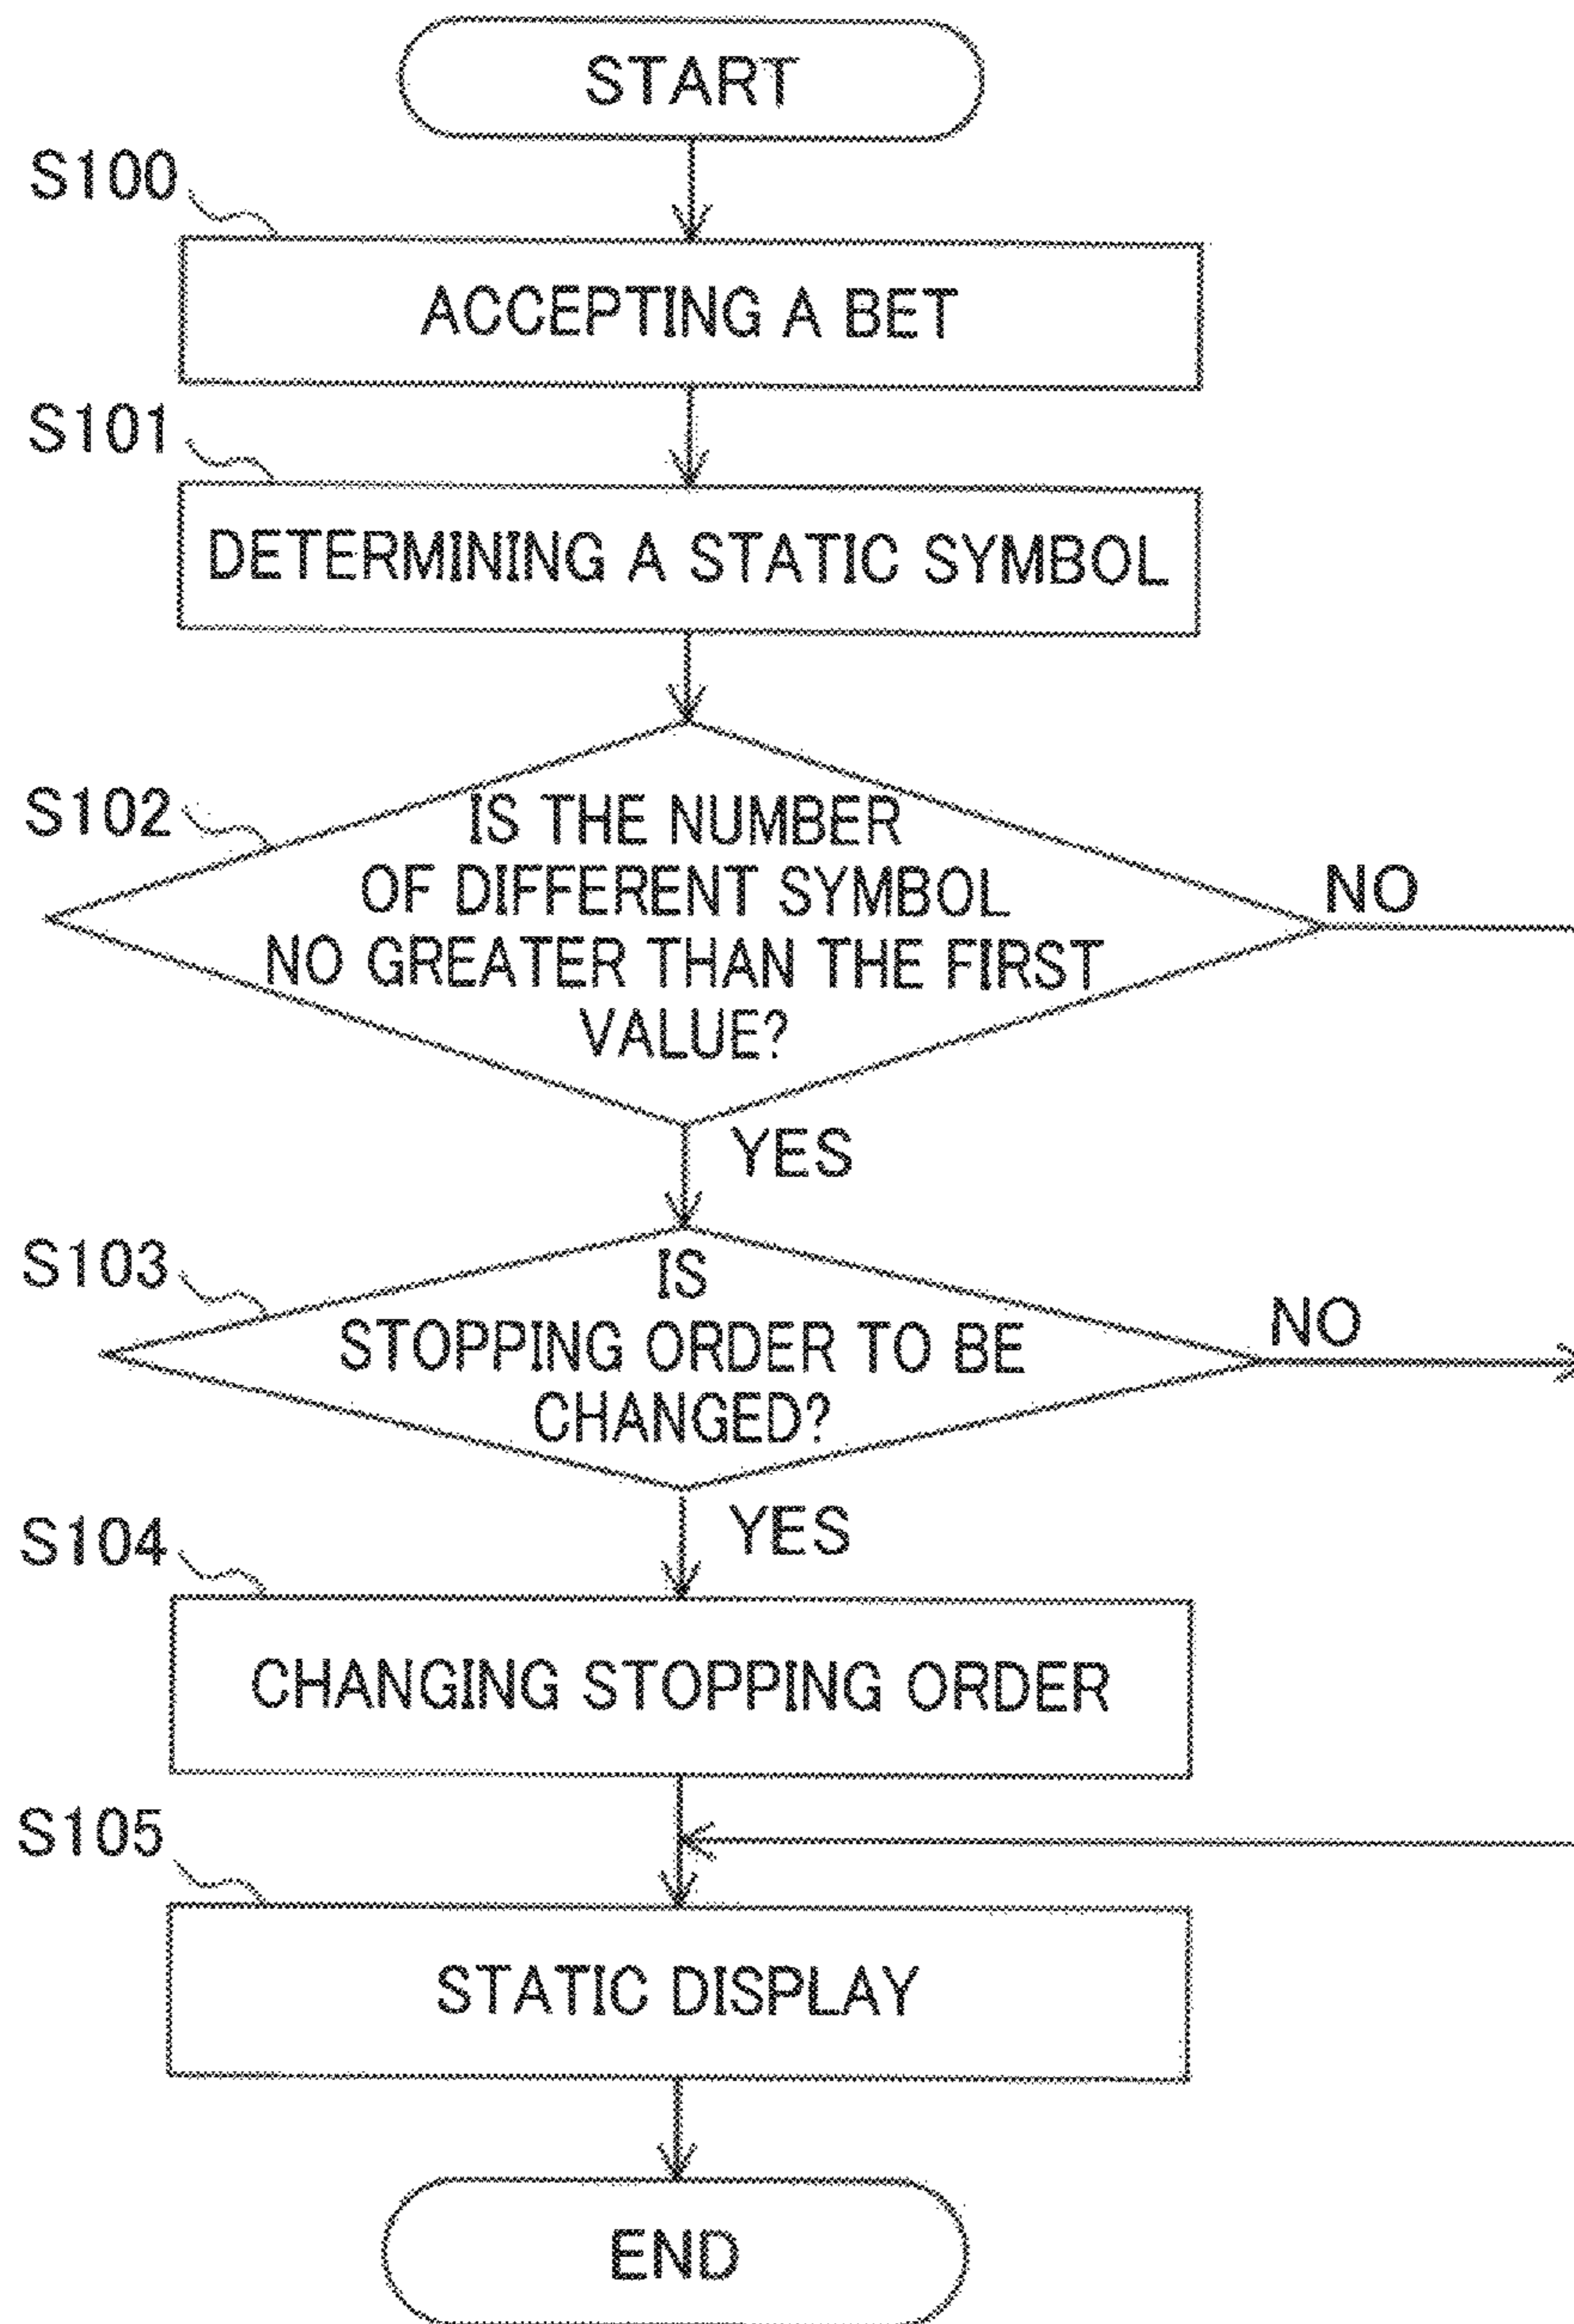 START
S100
ACCEPTING A BET
S101
DETERMINING A STATIC SYMBOL
S102
IS THE NUMBER
OF DIFFERENT SYMBOL
NO GREATER THAN THE FIRST
VALUE?
NO
YES
S103
IS
STOPPING ORDER TO BE
CHANGED?
NO
YES
S104
CHANGING STOPPING ORDER
S105
STATIC DISPLAY
END